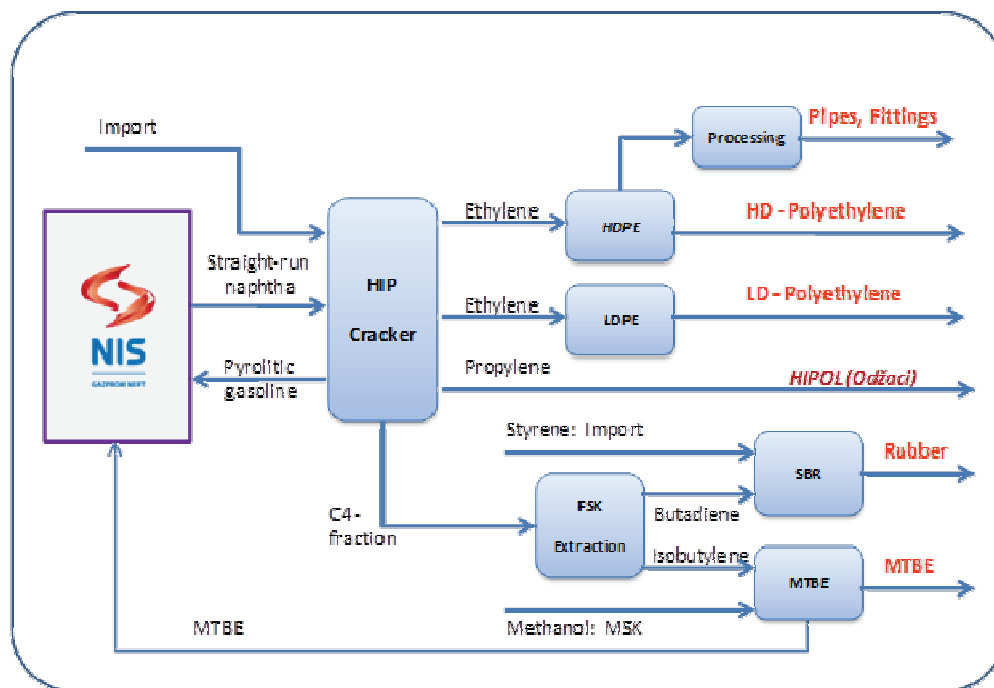 Import
Processing
Pipes, Fittings
Ethylene
HDPE
HD - Polyethylene
Straight-run
naphtha
HIP
Cracker
Ethylene
LDPE
LD - Polyethylene
NIS
GAZPROM NEFT
Pyrolitic
gasoline
Propylene
HIPOL (Odžaci)
Styrene: Import
SBR
Rubber
C4-
fraction
FSK
Extraction
Butadiene
Isobutylene
MTBE
MTBE
MTBE
Methanol: MSK